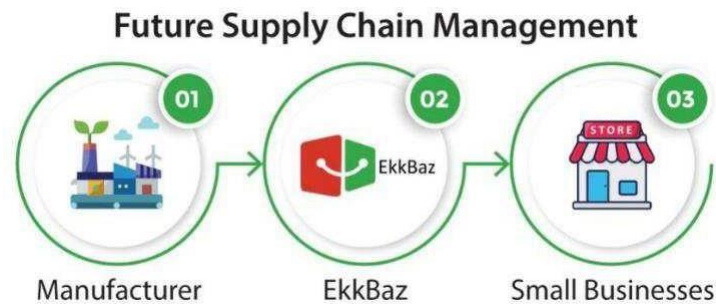 Future Supply Chain Management
01
02
03
EkkBaz
STORE
Manufacturer
EkkBaz
Small Businesses